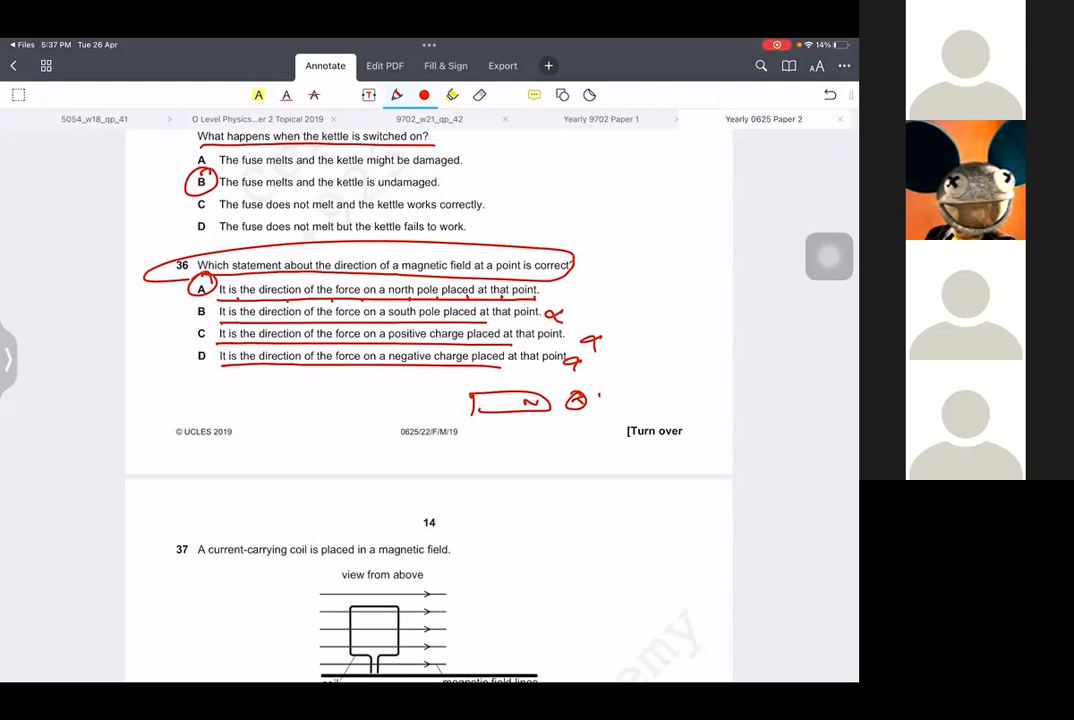 Files 5:37 PM Tue 26 Apr 14%
Annotate Edit PDF Fill & Sign Export
5054_w18_qp_41 O Level Physics...er 2 Topical 2019 9702_w21_qp_42 Yearly 9702 Paper 1 Yearly 0625 Paper 2
What happens when the kettle is switched on?
A The fuse melts and the kettle might be damaged.
B The fuse melts and the kettle is undamaged.
C The fuse does not melt and the kettle works correctly.
D The fuse does not melt but the kettle fails to work.
36 Which statement about the direction of a magnetic field at a point is correct?
A It is the direction of the force on a north pole placed at that point.
B It is the direction of the force on a south pole placed at that point.
C It is the direction of the force on a positive charge placed at that point.
D It is the direction of the force on a negative charge placed at that point.
N
© UCLES 2019 0625/22/F/M/19 [Turn over
14
37 A current-carrying coil is placed in a magnetic field.
view from above
coil magnetic field lines